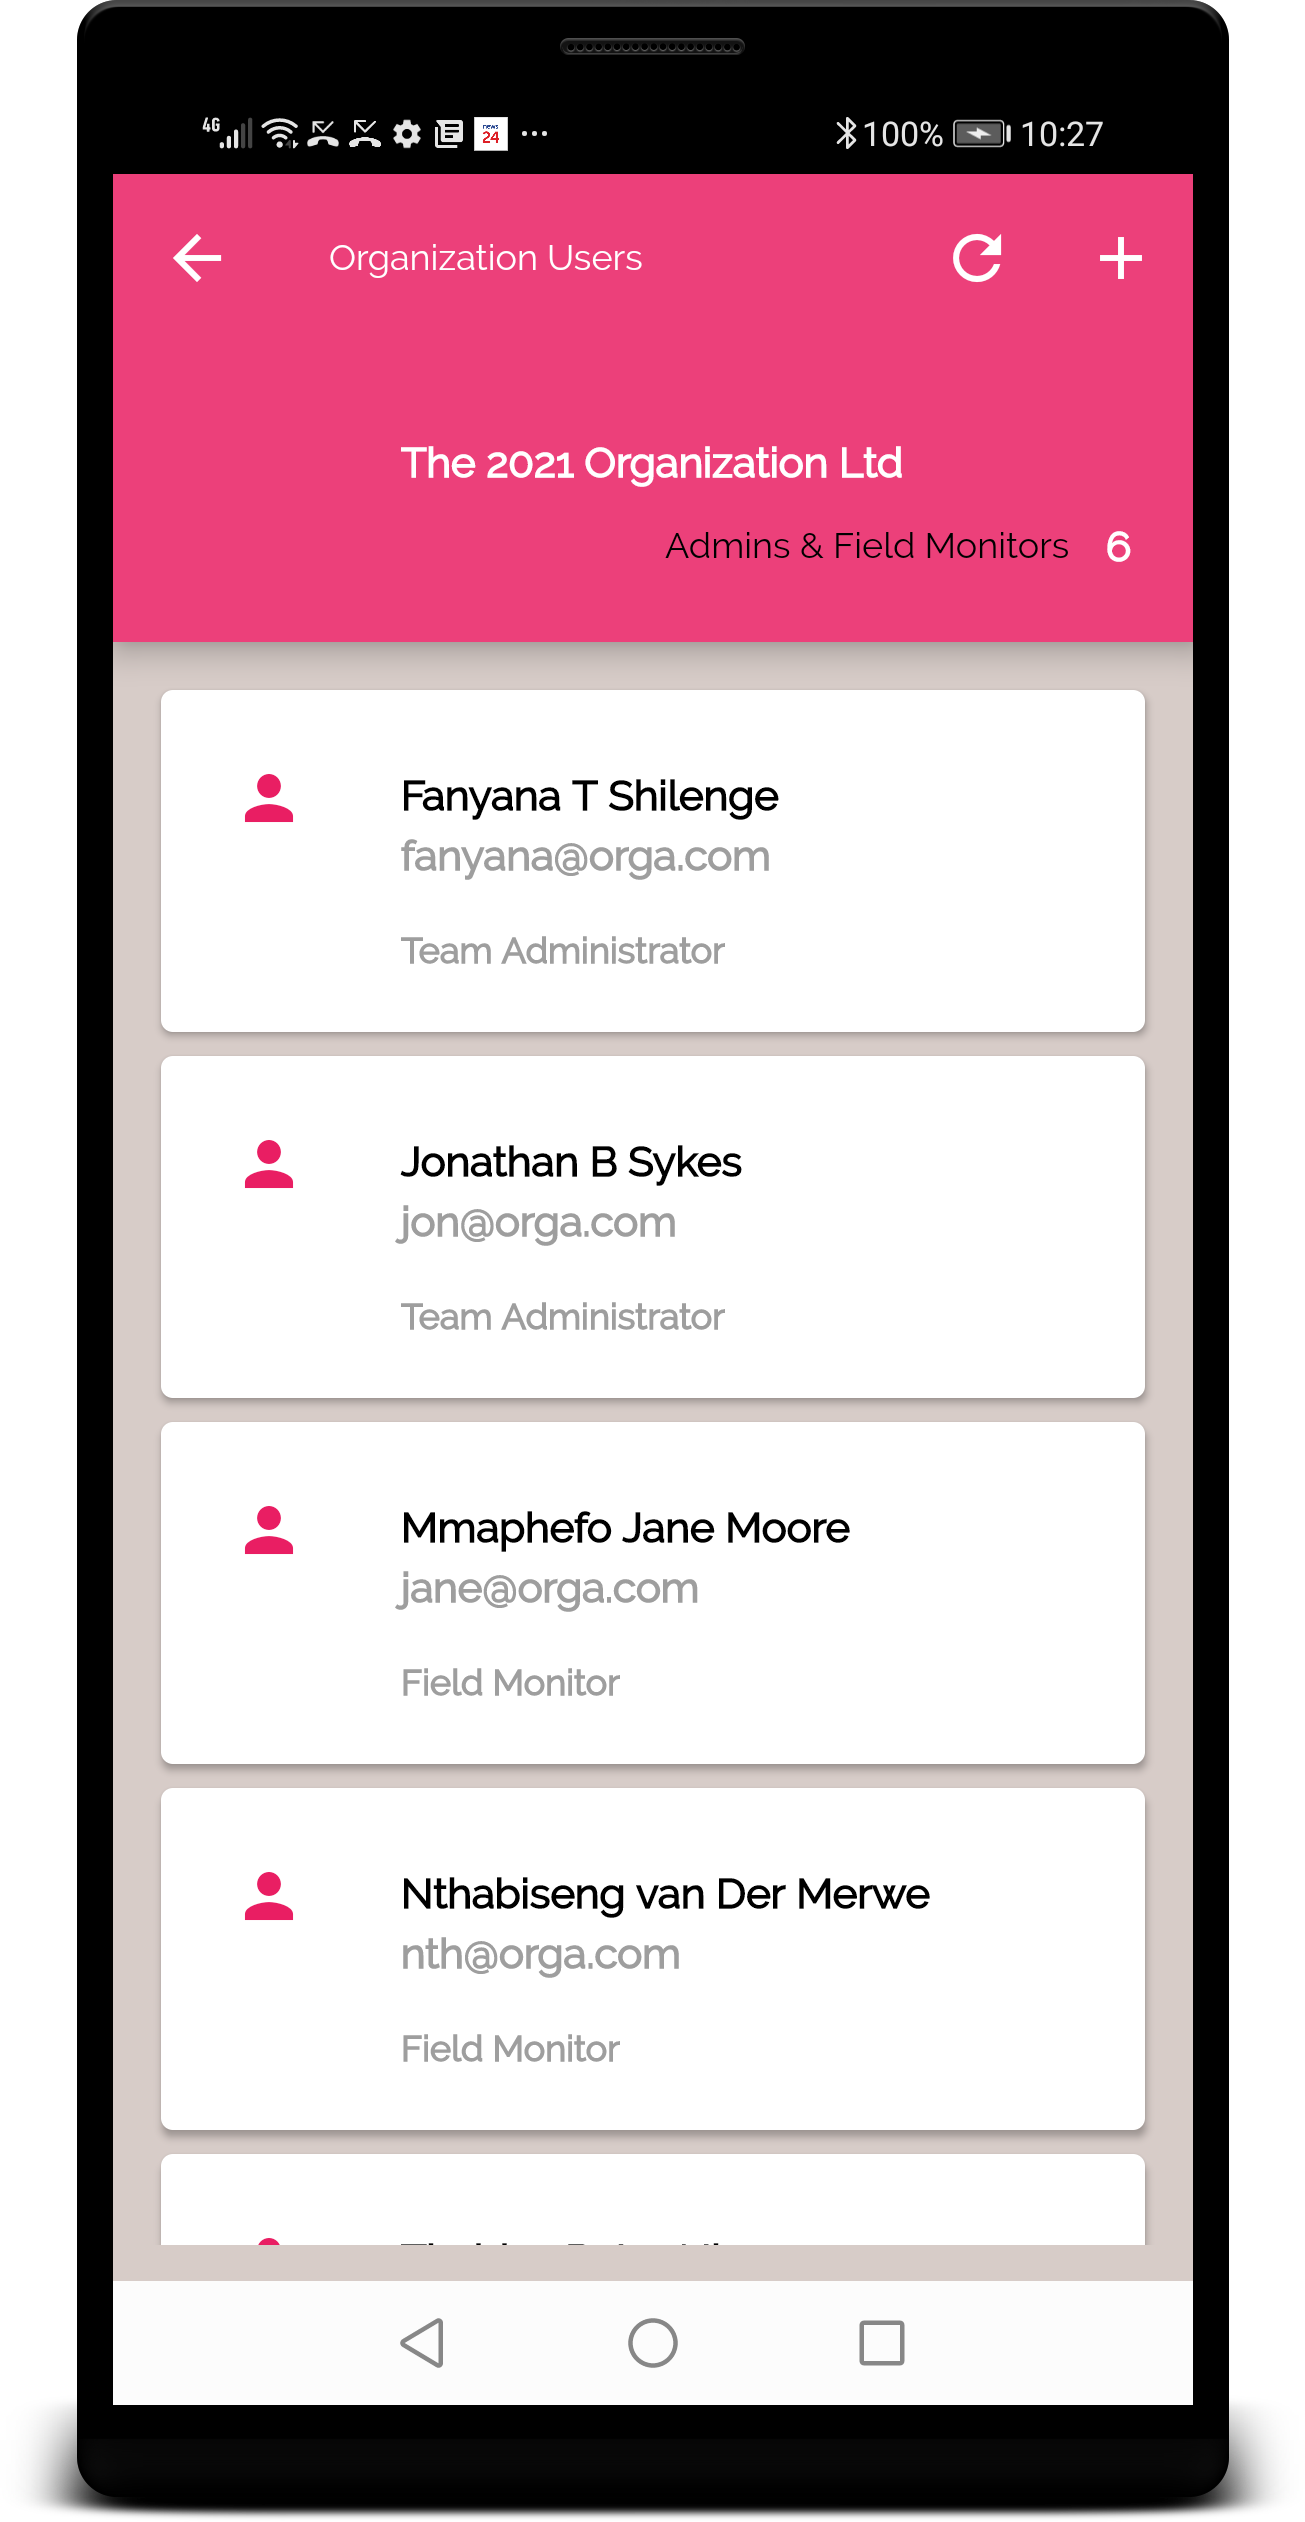 4G
news
24
100%
10:27
Organization Users
The 2021 Organization Ltd
Admins & Field Monitors 6
Fanyana T Shilenge
fanyana@orga.com
Team Administrator
Jonathan B Sykes
jon@orga.com
Team Administrator
Mmaphefo Jane Moore
jane@orga.com
Field Monitor
Nthabiseng van Der Merwe
nth@orga.com
Field Monitor